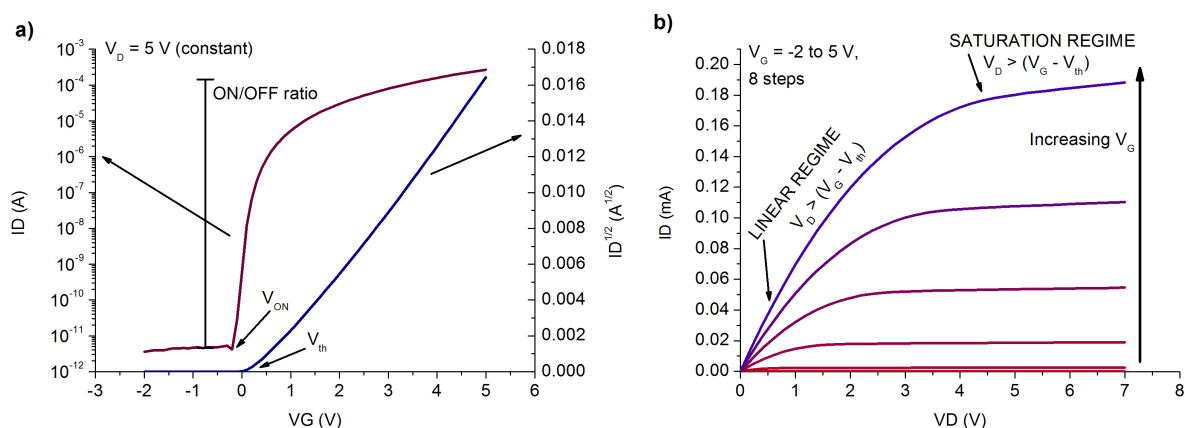 a)
V_D = 5 V (constant)
ON/OFF ratio
V_ON
V_th
10^-3
10^-4
10^-5
10^-6
10^-7
10^-8
10^-9
10^-10
10^-11
10^-12
ID (A)
-3 -2 -1 0 1 2 3 4 5 6
VG (V)
0.018
0.016
0.014
0.012
0.010
0.008
0.006
0.004
0.002
0.000
ID^1/2 (A^1/2)
b)
V_G = -2 to 5 V,
8 steps
SATURATION REGIME
V_D > (V_G - V_th)
LINEAR REGIME
V_D > (V_G - V_th)
Increasing V_G
0.20
0.18
0.16
0.14
0.12
0.10
0.08
0.06
0.04
0.02
0.00
ID (mA)
0 1 2 3 4 5 6 7 8
VD (V)